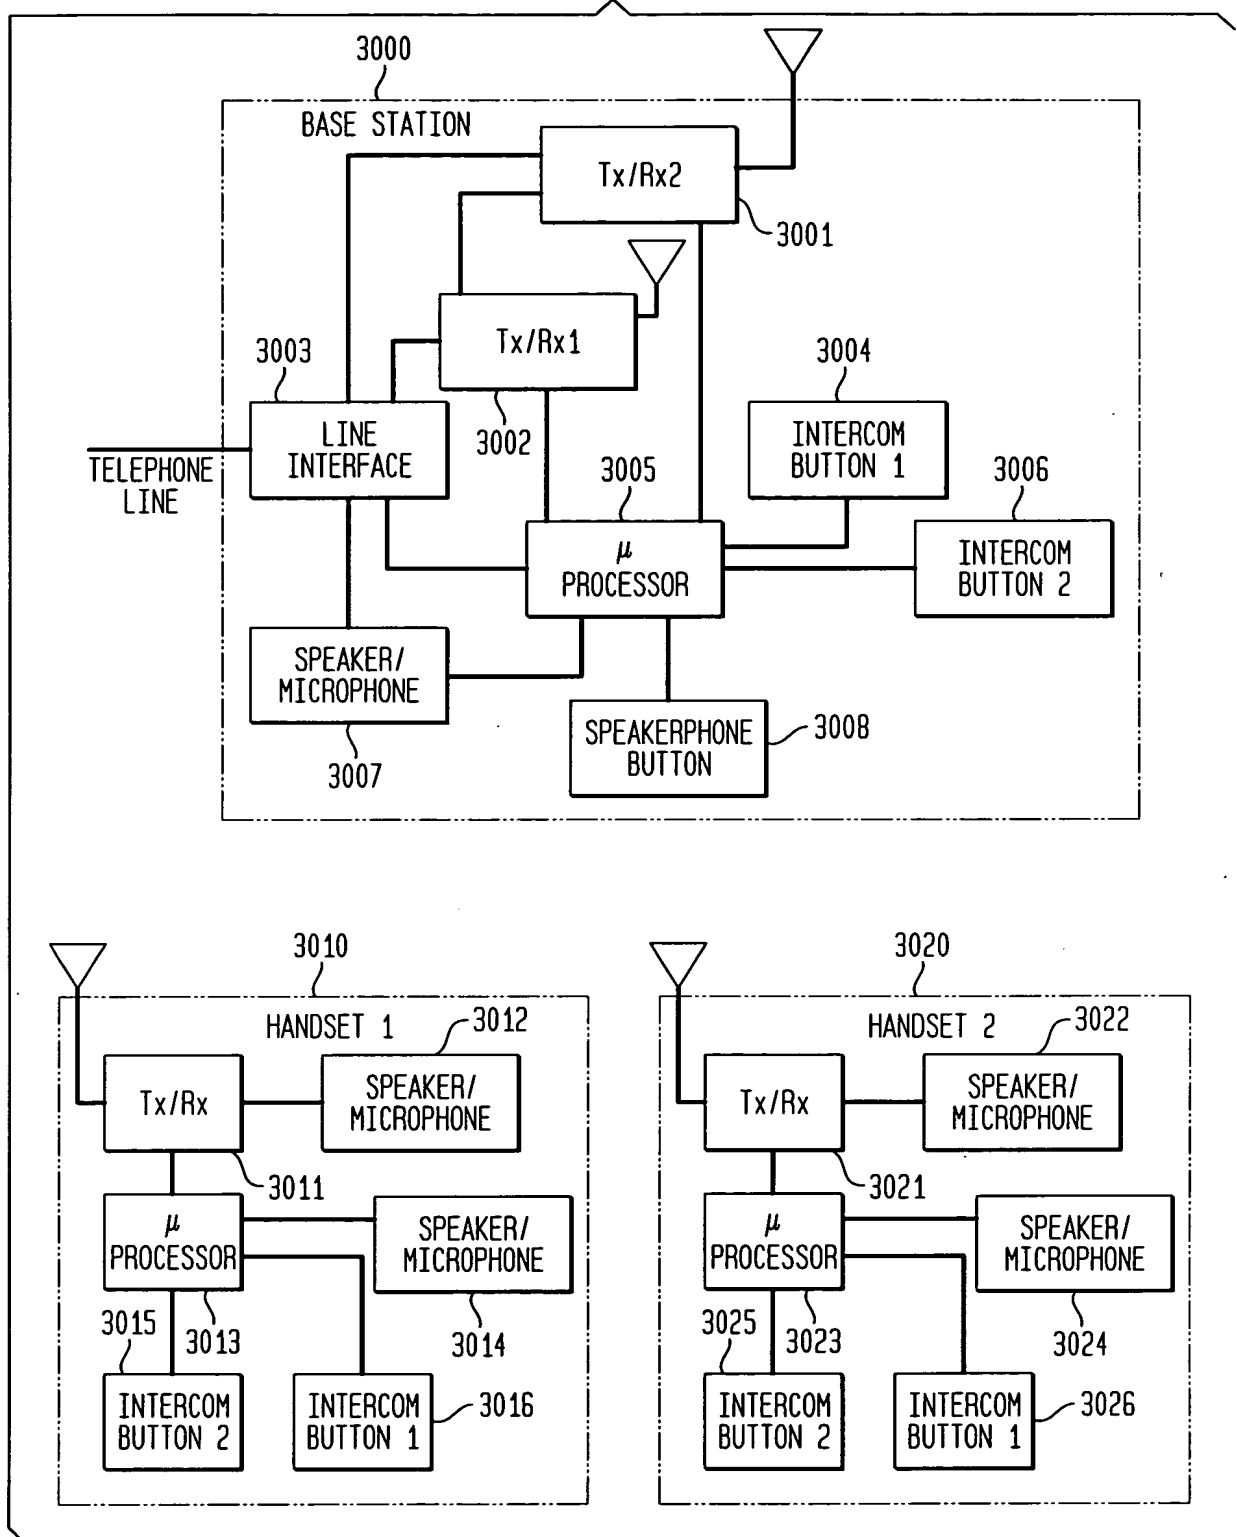 3000
BASE STATION
Tx/Rx2
3001
Tx/Rx1
3002
3003
LINE
INTERFACE
TELEPHONE
LINE
3004
INTERCOM
BUTTON 1
3005
μ
PROCESSOR
3006
INTERCOM
BUTTON 2
SPEAKER/
MICROPHONE
3007
SPEAKERPHONE
BUTTON
3008
3010
HANDSET 1
3012
Tx/Rx
SPEAKER/
MICROPHONE
3011
μ
PROCESSOR
SPEAKER/
MICROPHONE
3015
3013
3014
INTERCOM
BUTTON 2
INTERCOM
BUTTON 1
3016
3020
HANDSET 2
3022
Tx/Rx
SPEAKER/
MICROPHONE
3021
μ
PROCESSOR
SPEAKER/
MICROPHONE
3025
3023
3024
INTERCOM
BUTTON 2
INTERCOM
BUTTON 1
3026